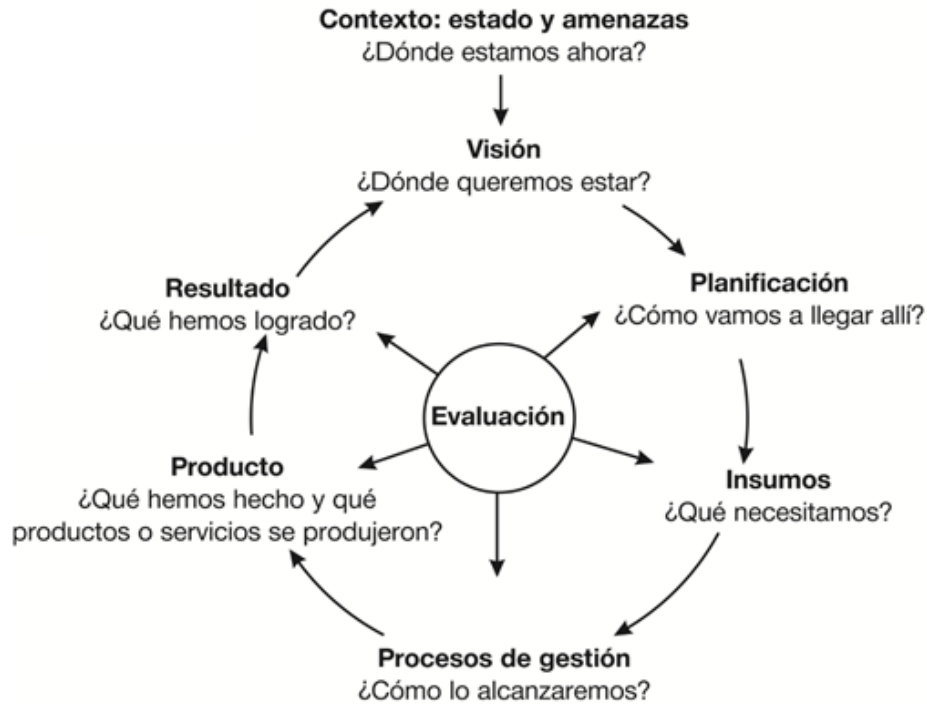 Contexto: estado y amenazas
¿Dónde estamos ahora?
Visión
¿Dónde queremos estar?
Planificación
¿Cómo vamos a llegar allí?
Insumos
¿Qué necesitamos?
Procesos de gestión
¿Cómo lo alcanzaremos?
Producto
¿Qué hemos hecho y qué
productos o servicios se produjeron?
Resultado
¿Qué hemos logrado?
Evaluación